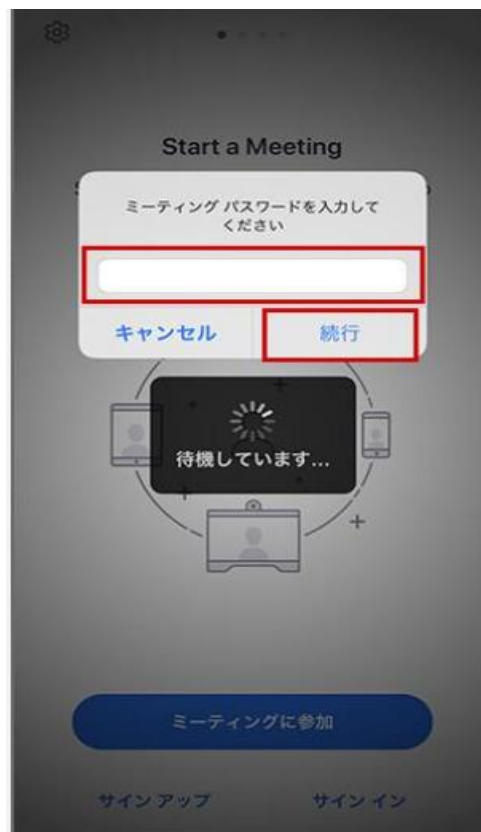 Start a Meeting
ミーティング パスワードを入力して
ください
キャンセル
続行
待機しています...
ミーティングに参加
サイン アップ
サイン イン